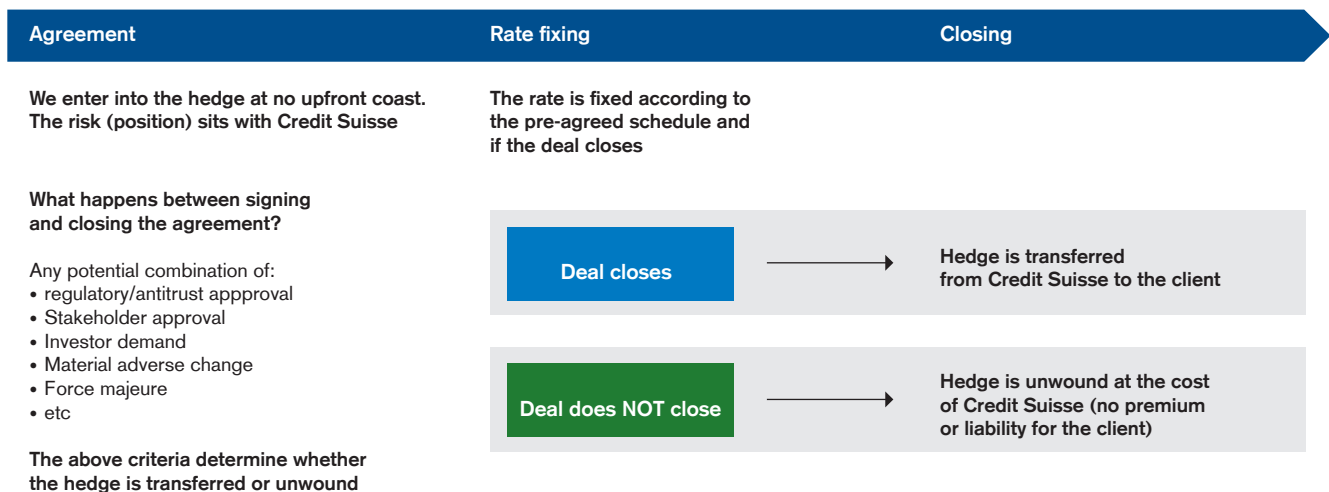 Agreement
Rate fixing
Closing
We enter into the hedge at no upfront coast.
The risk (position) sits with Credit Suisse
What happens between signing
and closing the agreement?
Any potential combination of:
• regulatory/antitrust appproval
• Stakeholder approval
• Investor demand
• Material adverse change
• Force majeure
• etc
The above criteria determine whether
the hedge is transferred or unwound
The rate is fixed according to
the pre-agreed schedule and
if the deal closes
Deal closes
Hedge is transferred
from Credit Suisse to the client
Deal does NOT close
Hedge is unwound at the cost
of Credit Suisse (no premium
or liability for the client)